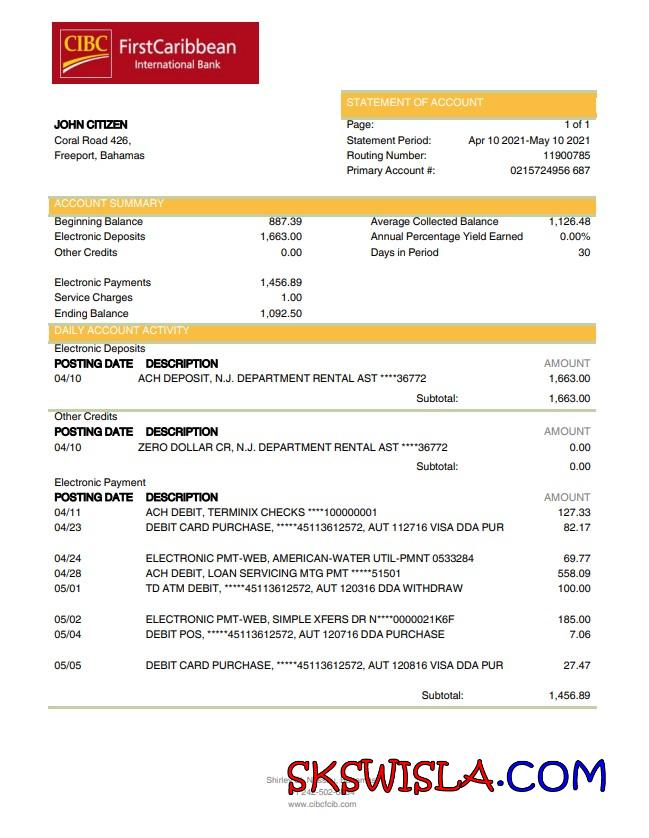 CIBC FirstCaribbean
International Bank
STATEMENT OF ACCOUNT
JOHN CITIZEN
Coral Road 426,
Freeport, Bahamas
Page: 1 of 1
Statement Period: Apr 10 2021-May 10 2021
Routing Number: 11900785
Primary Account #: 0215724956 687
ACCOUNT SUMMARY
Beginning Balance 887.39 Average Collected Balance 1,126.48
Electronic Deposits 1,663.00 Annual Percentage Yield Earned 0.00%
Other Credits 0.00 Days in Period 30
Electronic Payments 1,456.89
Service Charges 1.00
Ending Balance 1,092.50
DAILY ACCOUNT ACTIVITY
Electronic Deposits
POSTING DATE DESCRIPTION AMOUNT
04/10 ACH DEPOSIT, N.J. DEPARTMENT RENTAL AST ****36772 1,663.00
Subtotal: 1,663.00
Other Credits
POSTING DATE DESCRIPTION AMOUNT
04/10 ZERO DOLLAR CR, N.J. DEPARTMENT RENTAL AST ****36772 0.00
Subtotal: 0.00
Electronic Payment
POSTING DATE DESCRIPTION AMOUNT
04/11 ACH DEBIT, TERMINIX CHECKS ****100000001 127.33
04/23 DEBIT CARD PURCHASE, *****45113612572, AUT 112716 VISA DDA PUR 82.17
04/24 ELECTRONIC PMT-WEB, AMERICAN-WATER UTIL-PMNT 0533284 69.77
04/28 ACH DEBIT, LOAN SERVICING MTG PMT *****51501 558.09
05/01 TD ATM DEBIT, *****45113612572, AUT 120316 DDA WITHDRAW 100.00
05/02 ELECTRONIC PMT-WEB, SIMPLE XFERS DR N****0000021K6F 185.00
05/04 DEBIT POS, *****45113612572, AUT 120716 DDA PURCHASE 7.06
05/05 DEBIT CARD PURCHASE, *****45113612572, AUT 120816 DDA PUR 27.47
Subtotal: 1,456.89
SKSWISLA.COM
www.cibcfcib.com